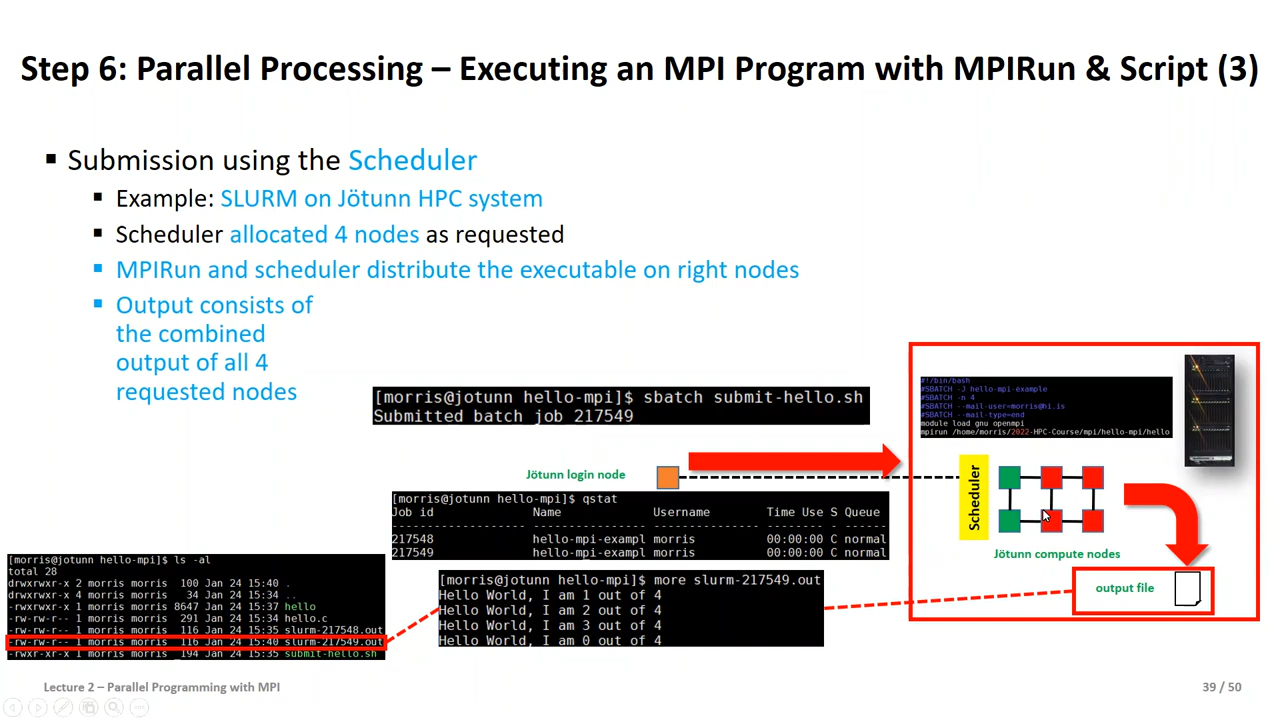 Step 6: Parallel Processing – Executing an MPI Program with MPIRun & Script (3)
▪ Submission using the Scheduler
▪ Example: SLURM on Jötunn HPC system
▪ Scheduler allocated 4 nodes as requested
▪ MPIRun and scheduler distribute the executable on right nodes
▪ Output consists of
the combined
output of all 4
requested nodes
[morris@jotunn hello-mpi]$ sbatch submit-hello.sh
Submitted batch job 217549
#!/bin/bash
#SBATCH -J hello-mpi-example
#SBATCH -n 4
#SBATCH --mail-user=morris@hi.is
#SBATCH --mail-type=end
module load gnu openmpi
mpirun /home/morris/2022-HPC-Course/mpi/hello-mpi/hello
Jötunn login node
Scheduler
Jötunn compute nodes
output file
[morris@jotunn hello-mpi]$ qstat
Job id Name Username Time Use S Queue
217548 hello-mpi-exampl morris 00:00:00 C normal
217549 hello-mpi-exampl morris 00:00:00 C normal
[morris@jotunn hello-mpi]$ ls -al
total 28
drwxrwxr-x 2 morris morris 100 Jan 24 15:40 .
drwxrwxr-x 4 morris morris 34 Jan 24 15:34 ..
-rwxrwxr-x 1 morris morris 8647 Jan 24 15:37 hello
-rw-rw-r-- 1 morris morris 291 Jan 24 15:34 hello.c
-rw-rw-r-- 1 morris morris 116 Jan 24 15:35 slurm-217548.out
-rw-rw-r-- 1 morris morris 116 Jan 24 15:40 slurm-217549.out
-rwxr-xr-x 1 morris morris 194 Jan 24 15:35 submit-hello.sh
[morris@jotunn hello-mpi]$ more slurm-217549.out
Hello World, I am 1 out of 4
Hello World, I am 2 out of 4
Hello World, I am 3 out of 4
Hello World, I am 0 out of 4
Lecture 2 – Parallel Programming with MPI
39 / 50